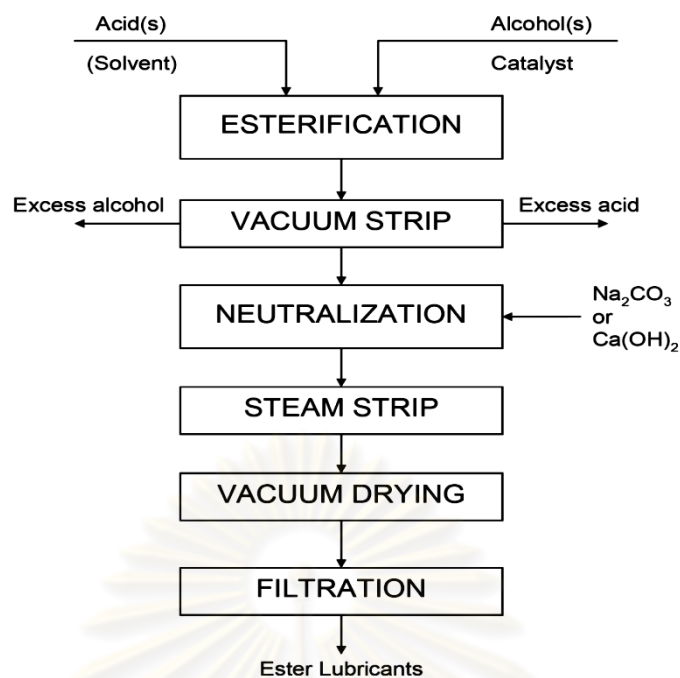 Acid(s)
Alcohol(s)
(Solvent)
Catalyst
ESTERIFICATION
Excess alcohol
VACUUM STRIP
Excess acid
NEUTRALIZATION
Na₂CO₃
or
Ca(OH)₂
STEAM STRIP
VACUUM DRYING
FILTRATION
Ester Lubricants